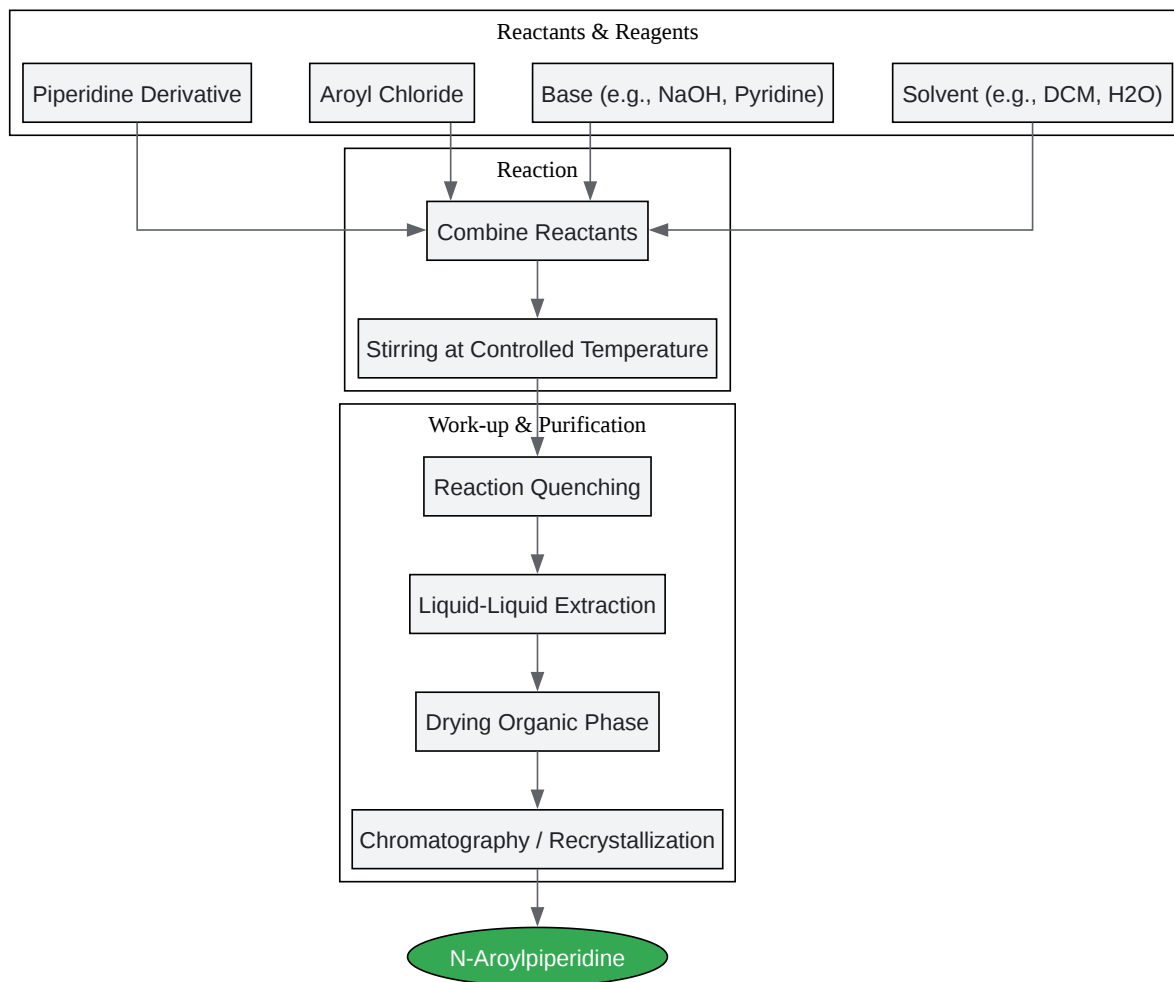 Reactants & Reagents
Piperidine Derivative
Aroyl Chloride
Base (e.g., NaOH, Pyridine)
Solvent (e.g., DCM, H2O)
Reaction
Combine Reactants
Stirring at Controlled Temperature
Work-up & Purification
Reaction Quenching
Liquid-Liquid Extraction
Drying Organic Phase
Chromatography / Recrystallization
N-Aroylpiperidine